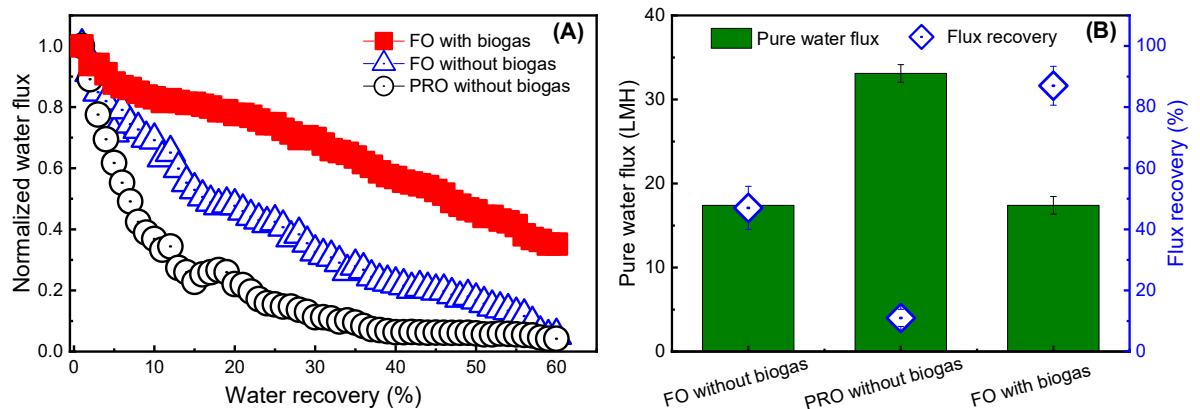 (A)
FO with biogas
FO without biogas
PRO without biogas
Normalized water flux
1.0
0.8
0.6
0.4
0.2
0.0
0 10 20 30 40 50 60
Water recovery (%)
(B)
Pure water flux
Flux recovery
Pure water flux (LMH)
40
30
20
10
0
Flux recovery (%)
100
80
60
40
20
0
FO without biogas
PRO without biogas
FO with biogas